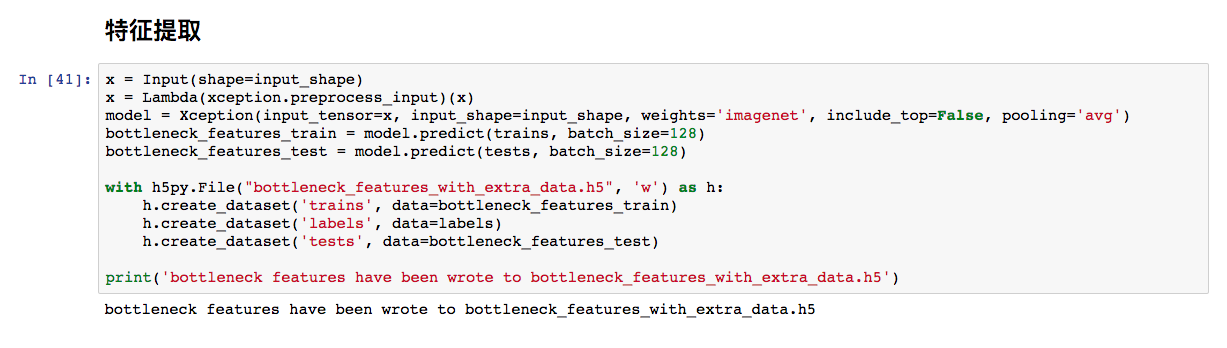 特征提取
In [41]: x = Input(shape=input_shape)
x = Lambda(xception.preprocess_input)(x)
model = Xception(input_tensor=x, input_shape=input_shape, weights='imagenet', include_top=False, pooling='avg')
bottleneck_features_train = model.predict(trains, batch_size=128)
bottleneck_features_test = model.predict(tests, batch_size=128)
with h5py.File("bottleneck_features_with_extra_data.h5", 'w') as h:
    h.create_dataset('trains', data=bottleneck_features_train)
    h.create_dataset('labels', data=labels)
    h.create_dataset('tests', data=bottleneck_features_test)
print('bottleneck features have been wrote to bottleneck_features_with_extra_data.h5')
bottleneck features have been wrote to bottleneck_features_with_extra_data.h5